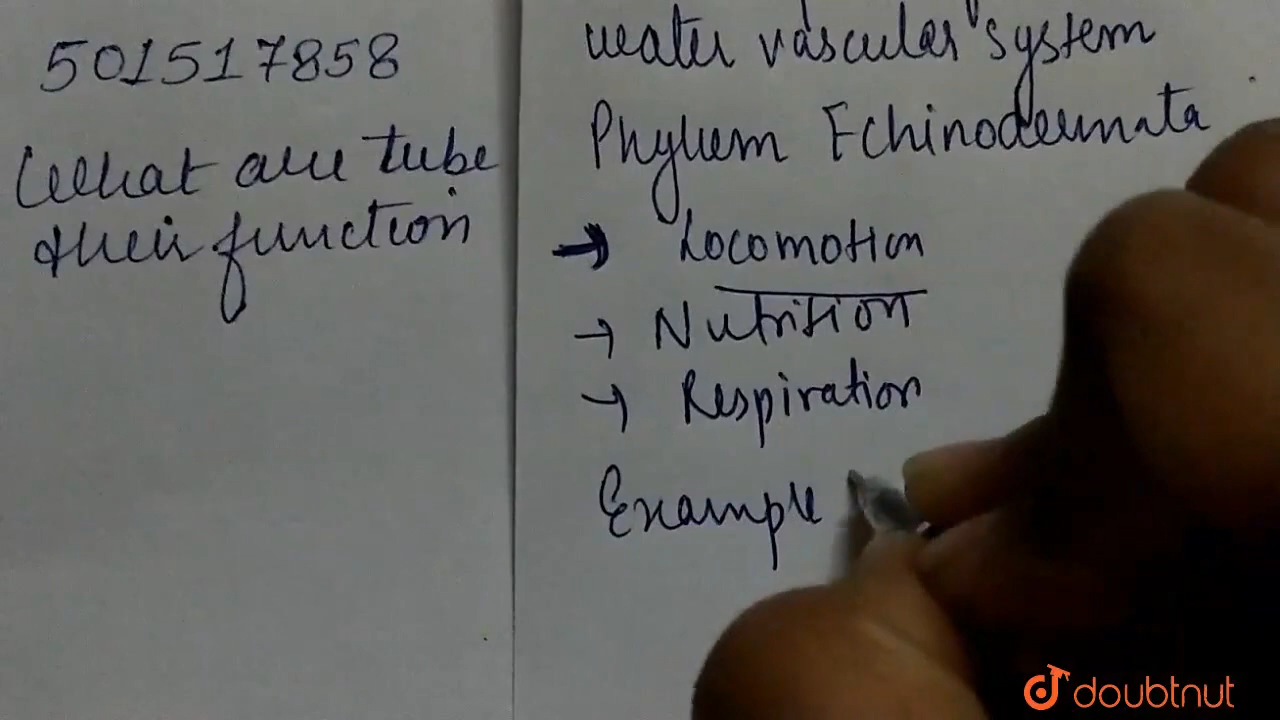 501517858
What are tube
their function
water vascular system
Phylum Echinodermata
→ Locomotion
→ Nutrition
→ Respiration
Example
doubtnut